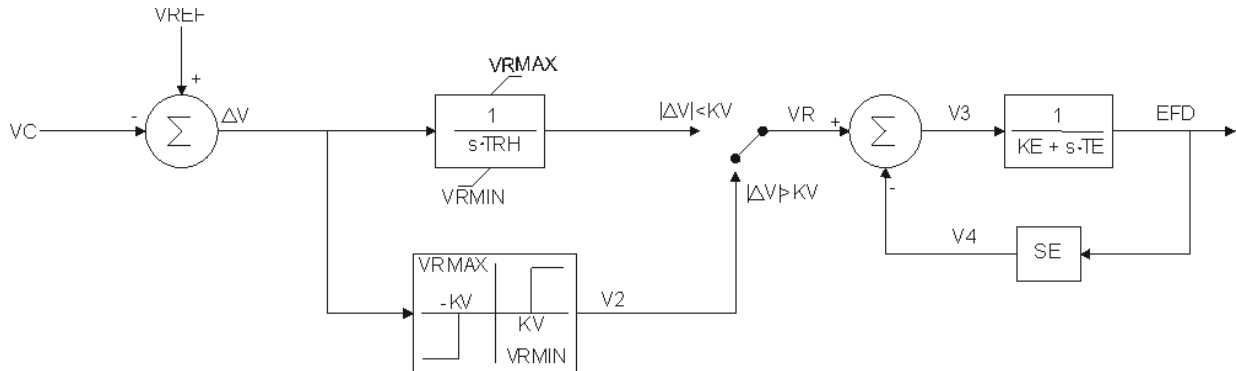 VREF
VRMAX
+
-
ΔV
|ΔV|<KV
VR
+
V3
EFD
VC
Σ
1
s·TRH
Σ
1
KE + s·TE
VRMIN
-
|ΔV|>KV
V4
SE
VRMAX
-KV
V2
KV
VRMIN